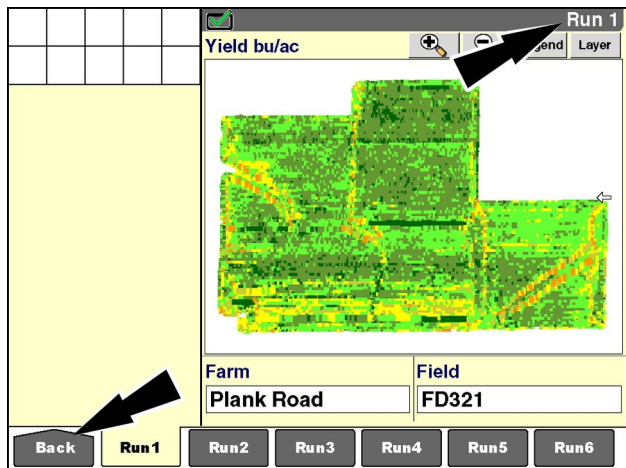 Run 1
Yield bu/ac
Layer
Farm
Field
Plank Road
FD321
Back
Run1
Run2
Run3
Run4
Run5
Run6